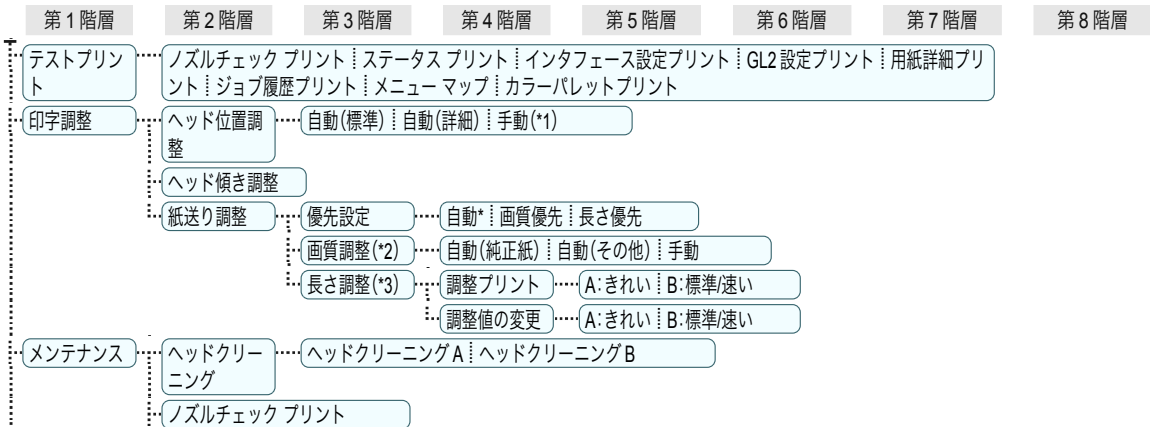 第1階層 第2階層 第3階層 第4階層 第5階層 第6階層 第7階層 第8階層
テストプリン ノズルチェック プリント┊ステータス プリント┊インタフェース設定プリント┊GL2 設定プリント┊用紙詳細プリ
ト ント┊ジョブ履歴プリント┊メニュー マップ┊カラーパレットプリント
印字調整 ヘッド位置調 自動(標準)┊自動(詳細)┊手動(*1)
整
ヘッド傾き調整
紙送り調整 優先設定 自動*┊画質優先┊長さ優先
画質調整(*2) 自動(純正紙)┊自動(その他)┊手動
長さ調整(*3) 調整プリント A:きれい┊B:標準/速い
調整値の変更 A:きれい┊B:標準/速い
メンテナンス ヘッドクリー ヘッドクリーニングA┊ヘッドクリーニングB
ニング
ノズルチェック プリント